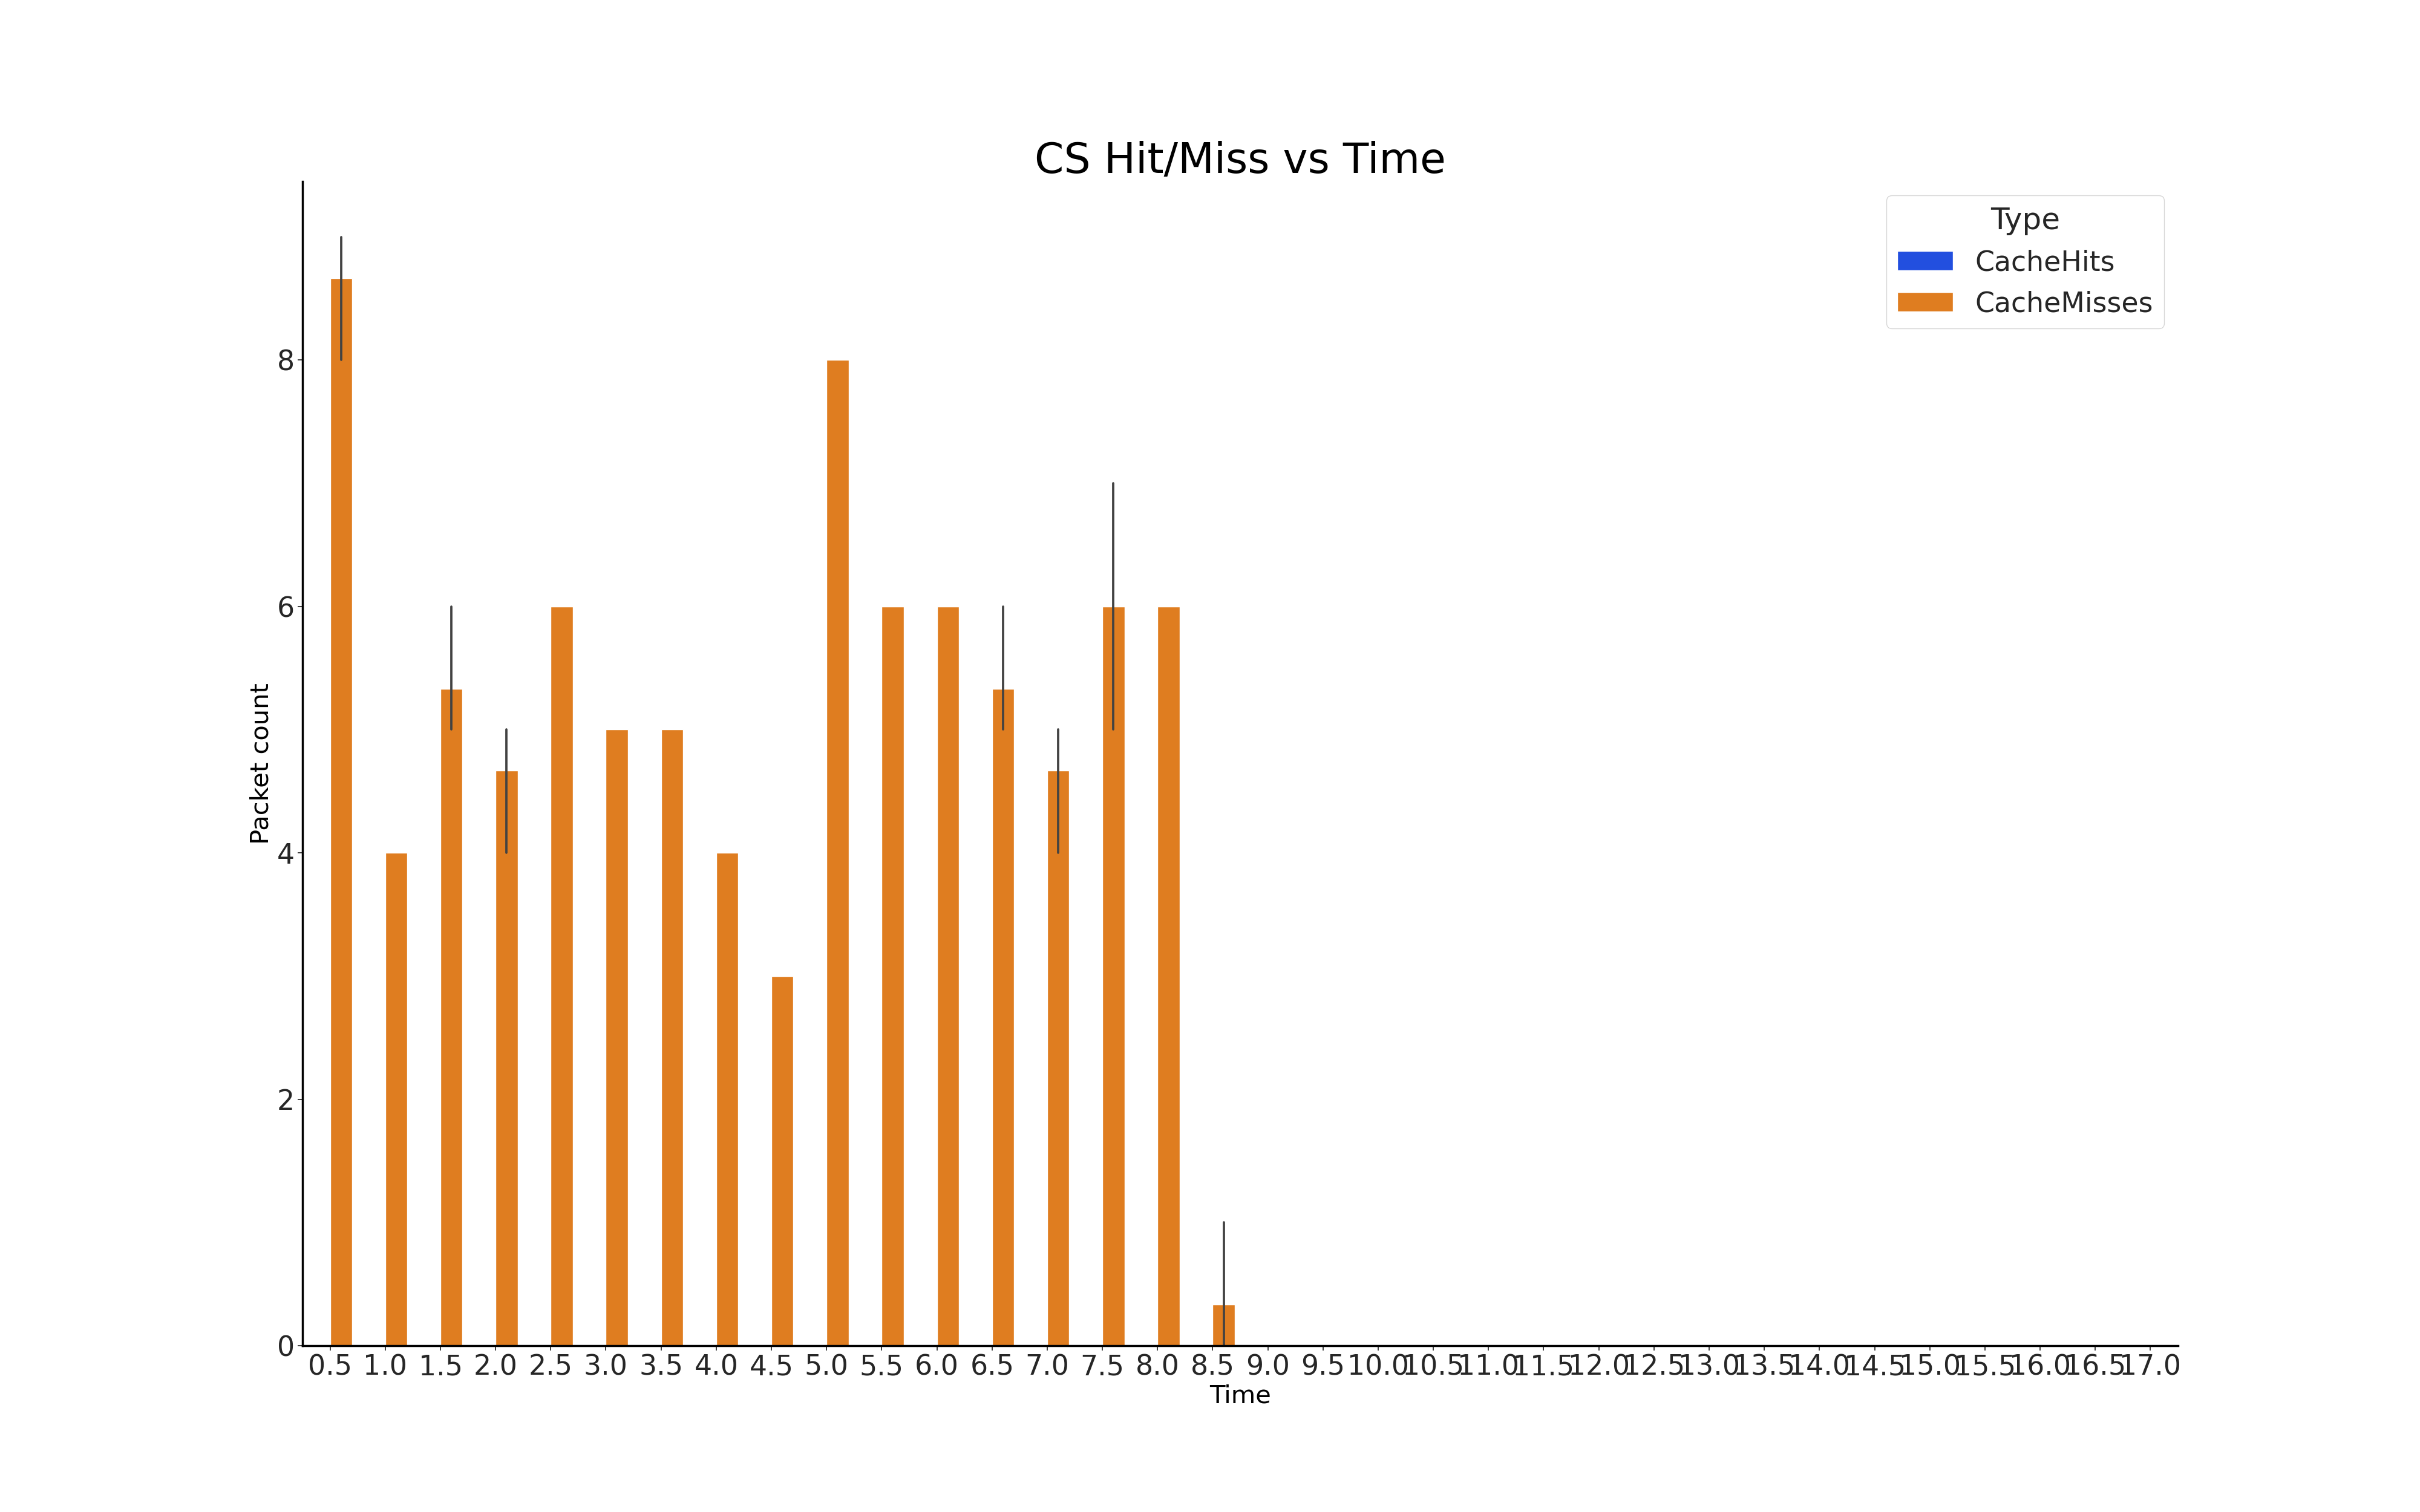 CS Hit/Miss vs Time
Type
CacheHits
CacheMisses
8
6
4
2
0
Packet count
0.5 1.0 1.5 2.0 2.5 3.0 3.5 4.0 4.5 5.0 5.5 6.0 6.5 7.0 7.5 8.0 8.5 9.0 9.5 10.0 10.5 11.0 11.5 12.0 12.5 13.0 13.5 14.0 14.5 15.0 15.5 16.0 16.5 17.0
Time